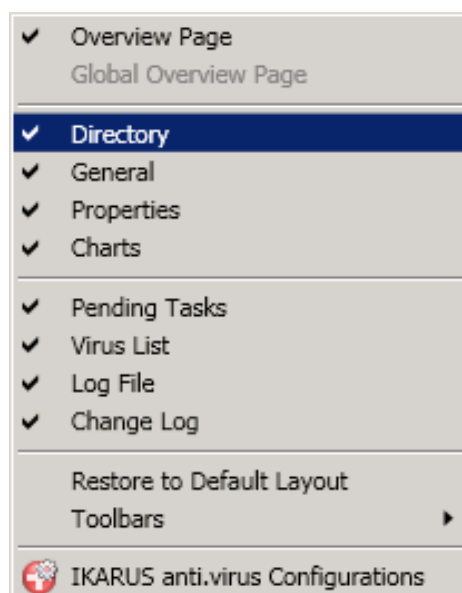 Overview Page
Global Overview Page
Directory
General
Properties
Charts
Pending Tasks
Virus List
Log File
Change Log
Restore to Default Layout
Toolbars
IKARUS anti.virus Configurations